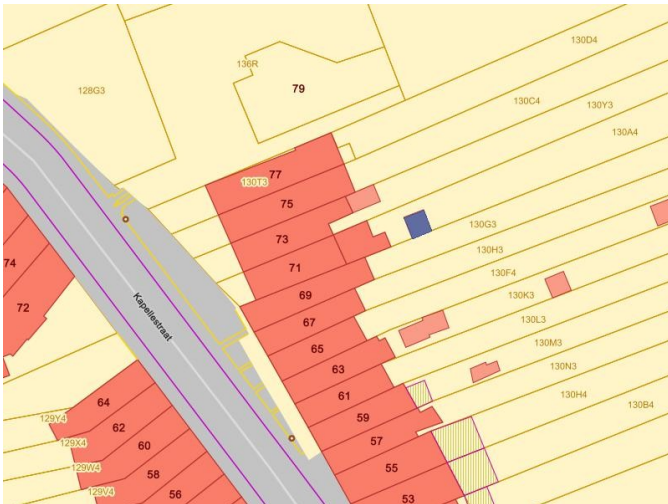 130D4
136R
128G3
79
130C4
130Y3
130A4
77
130T3
75
130G3
73
130H3
74
71
130F4
72
69
130K3
67
130L3
Kapellestraat
65
130M3
63
130N3
61
130H4
64
59
130B4
129Y4
62
57
129X4
60
55
129W4
58
53
129V4
56